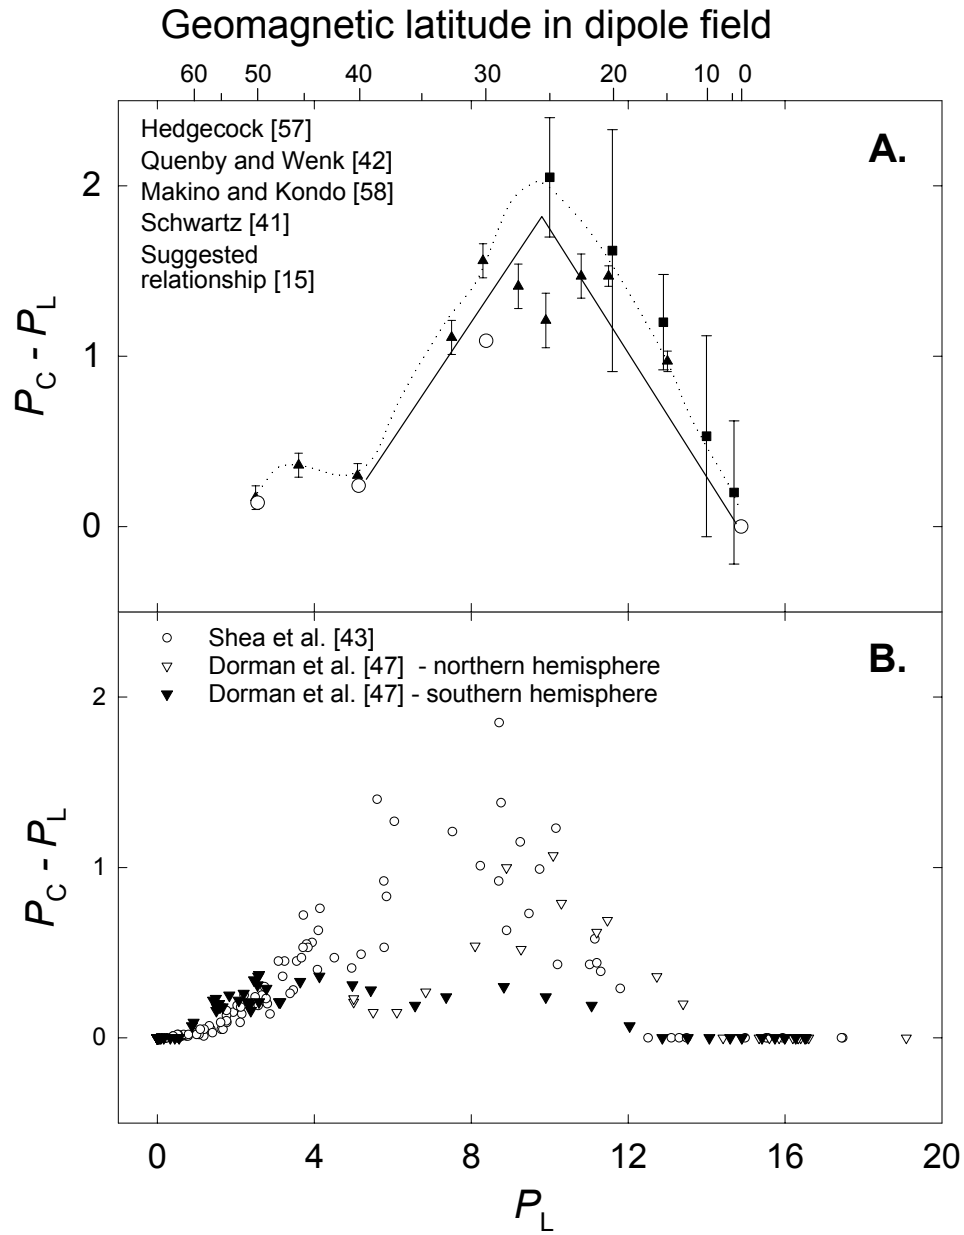 Geomagnetic latitude in dipole field
60 50 40 30 20 10 0
Hedgecock [57]
Quenby and Wenk [42]
Makino and Kondo [58]
Schwartz [41]
Suggested
relationship [15]
A.
2
1
0
P_C - P_L
Shea et al. [43]
Dorman et al. [47] - northern hemisphere
Dorman et al. [47] - southern hemisphere
B.
2
1
0
P_C - P_L
0 4 8 12 16 20
P_L